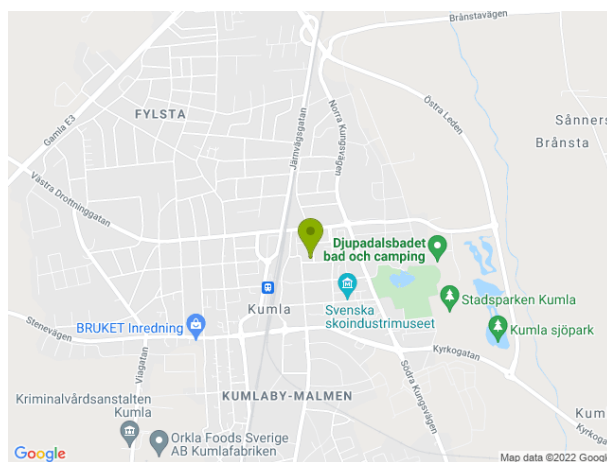 Brånstavägen
Gamla E3
FYLSTA
Järnvägsgatan
Norra Kungsvägen
Östra Leden
Sånners
Brånsta
Västra Drottninggatan
Djupadalsbadet
bad och camping
Stadsparken Kumla
Kumla sjöpark
Svenska
skoindustrimuseet
Kumla
Stenevägen
BRUKET Inredning
Viagatan
Kyrkogatan
KUMLABY-MALMEN
Södra Kungsvägen
Kriminalvårdsanstalten
Kumla
Orkla Foods Sverige
AB Kumlafabriken
Kum
Kyrkogatan
Google
Map data ©2022 Google